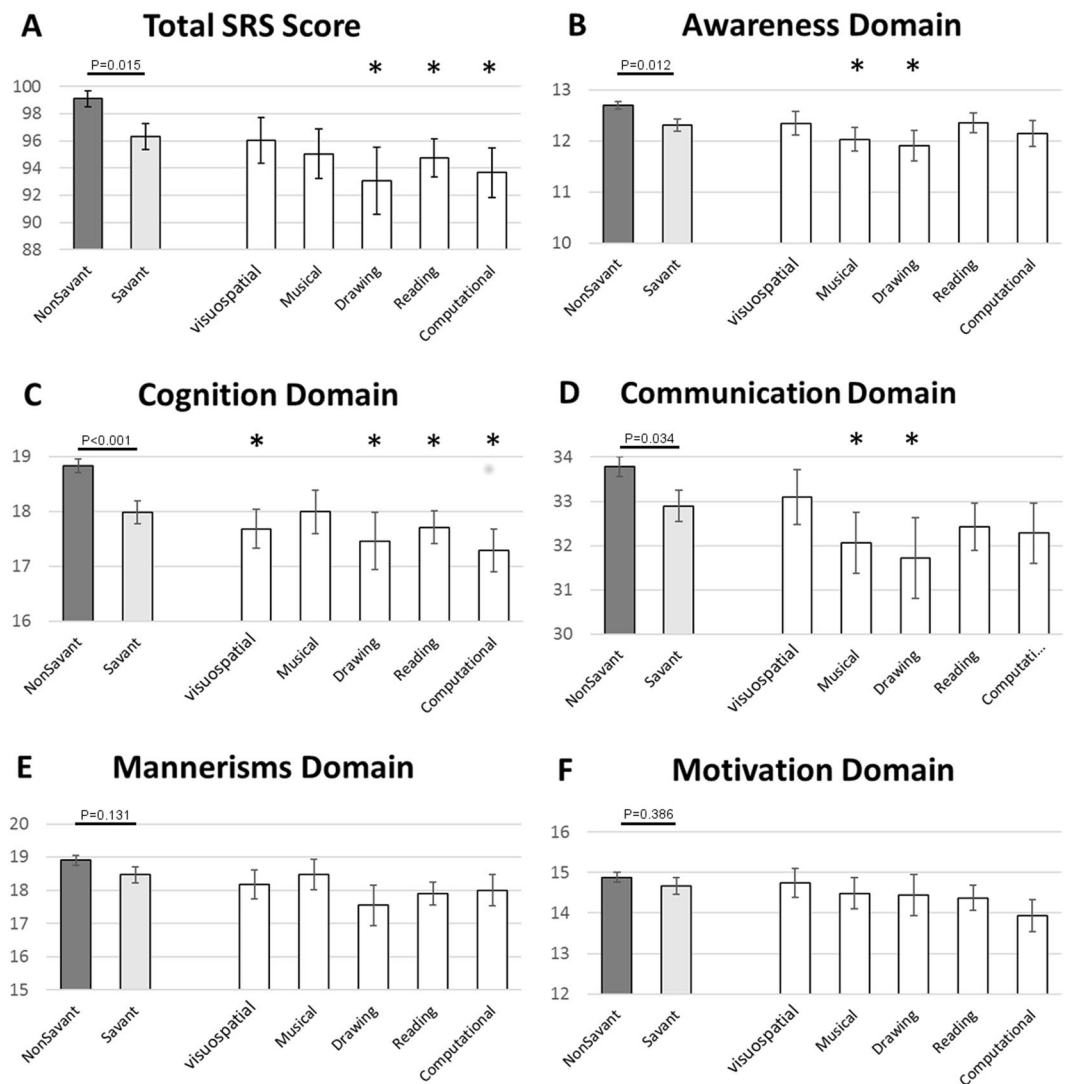 A Total SRS Score
P=0.015
* * *
100
98
96
94
92
90
88
NonSavant
Savant
visuospatial
Musical
Drawing
Reading
Computational
B Awareness Domain
P=0.012
* *
13
12
11
10
NonSavant
Savant
visuospatial
Musical
Drawing
Reading
Computational
C Cognition Domain
P<0.001
* * * *
19
18
17
16
NonSavant
Savant
visuospatial
Musical
Drawing
Reading
Computational
D Communication Domain
P=0.034
* *
34
33
32
31
30
NonSavant
Savant
visuospatial
Musical
Drawing
Reading
Computati...
E Mannerisms Domain
P=0.131
20
19
18
17
16
15
NonSavant
Savant
visuospatial
Musical
Drawing
Reading
Computational
F Motivation Domain
P=0.386
16
15
14
13
12
NonSavant
Savant
visuospatial
Musical
Drawing
Reading
Computational